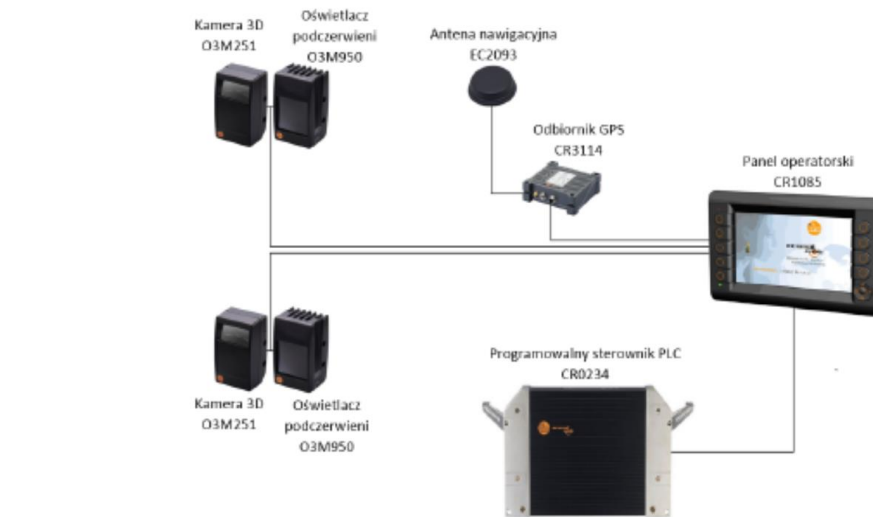 Kamera 3D
O3M251
Oświetlacz
podczerwieni
O3M950
Antena nawigacyjna
EC2093
Odbiornik GPS
CR3114
Panel operatorski
CR1085
Programowalny sterownik PLC
CR0234
Kamera 3D
O3M251
Oświetlacz
podczerwieni
O3M950